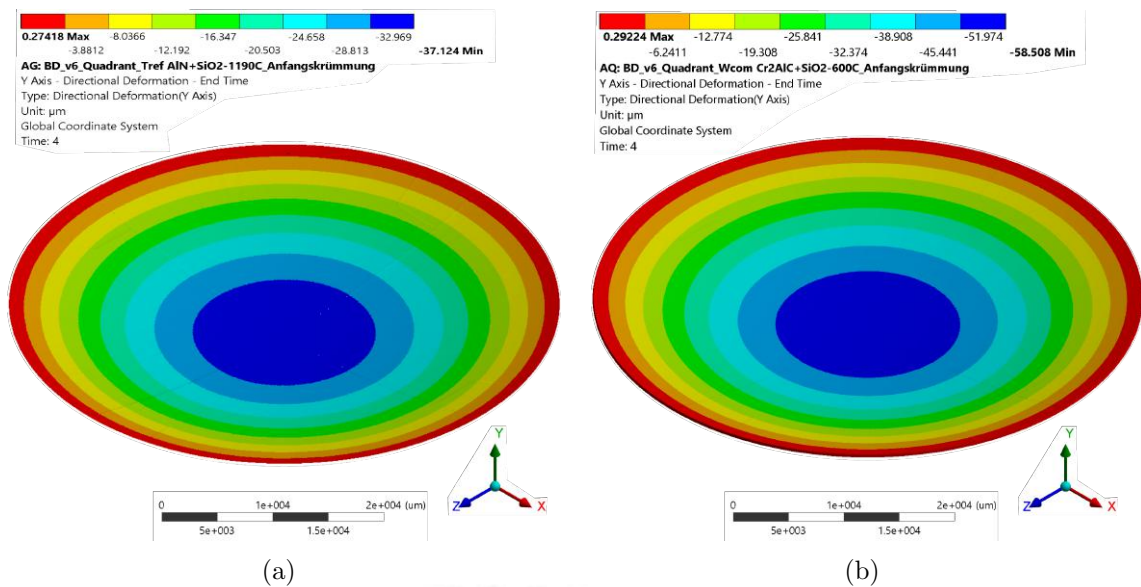 0.27418 Max -8.0366 -16.347 -24.658 -32.969
-3.8812 -12.192 -20.503 -28.813 -37.124 Min
AG: BD_v6_Quadrant_Tref AlN+SiO2-1190C_Anfangskrümmung
Y Axis - Directional Deformation - End Time
Type: Directional Deformation(Y Axis)
Unit: µm
Global Coordinate System
Time: 4
Y
Z
X
0 1e+004 2e+004 (um)
5e+003 1.5e+004
(a)
0.29224 Max -12.774 -25.841 -38.908 -51.974
-6.2411 -19.308 -32.374 -45.441 -58.508 Min
AQ: BD_v6_Quadrant_Wcom Cr2AlC+SiO2-600C_Anfangskrümmung
Y Axis - Directional Deformation - End Time
Type: Directional Deformation(Y Axis)
Unit: µm
Global Coordinate System
Time: 4
Y
Z
X
0 1e+004 2e+004 (um)
5e+003 1.5e+004
(b)